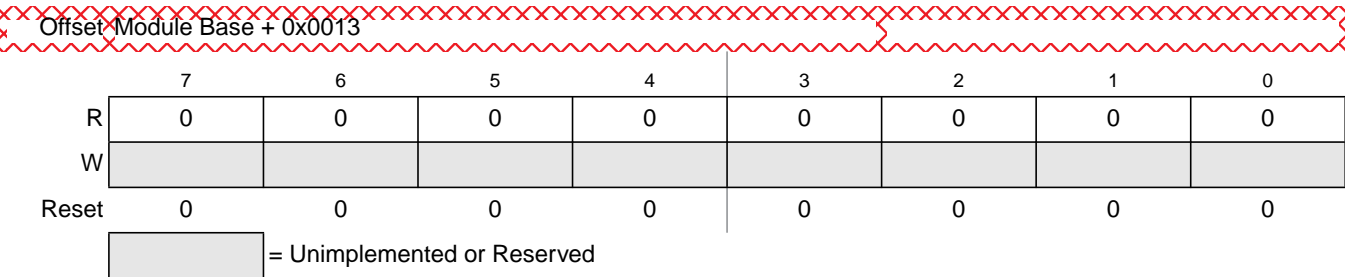 Offset Module Base + 0x0013
7 6 5 4 3 2 1 0
R 0 0 0 0 0 0 0 0
W
Reset 0 0 0 0 0 0 0 0
= Unimplemented or Reserved